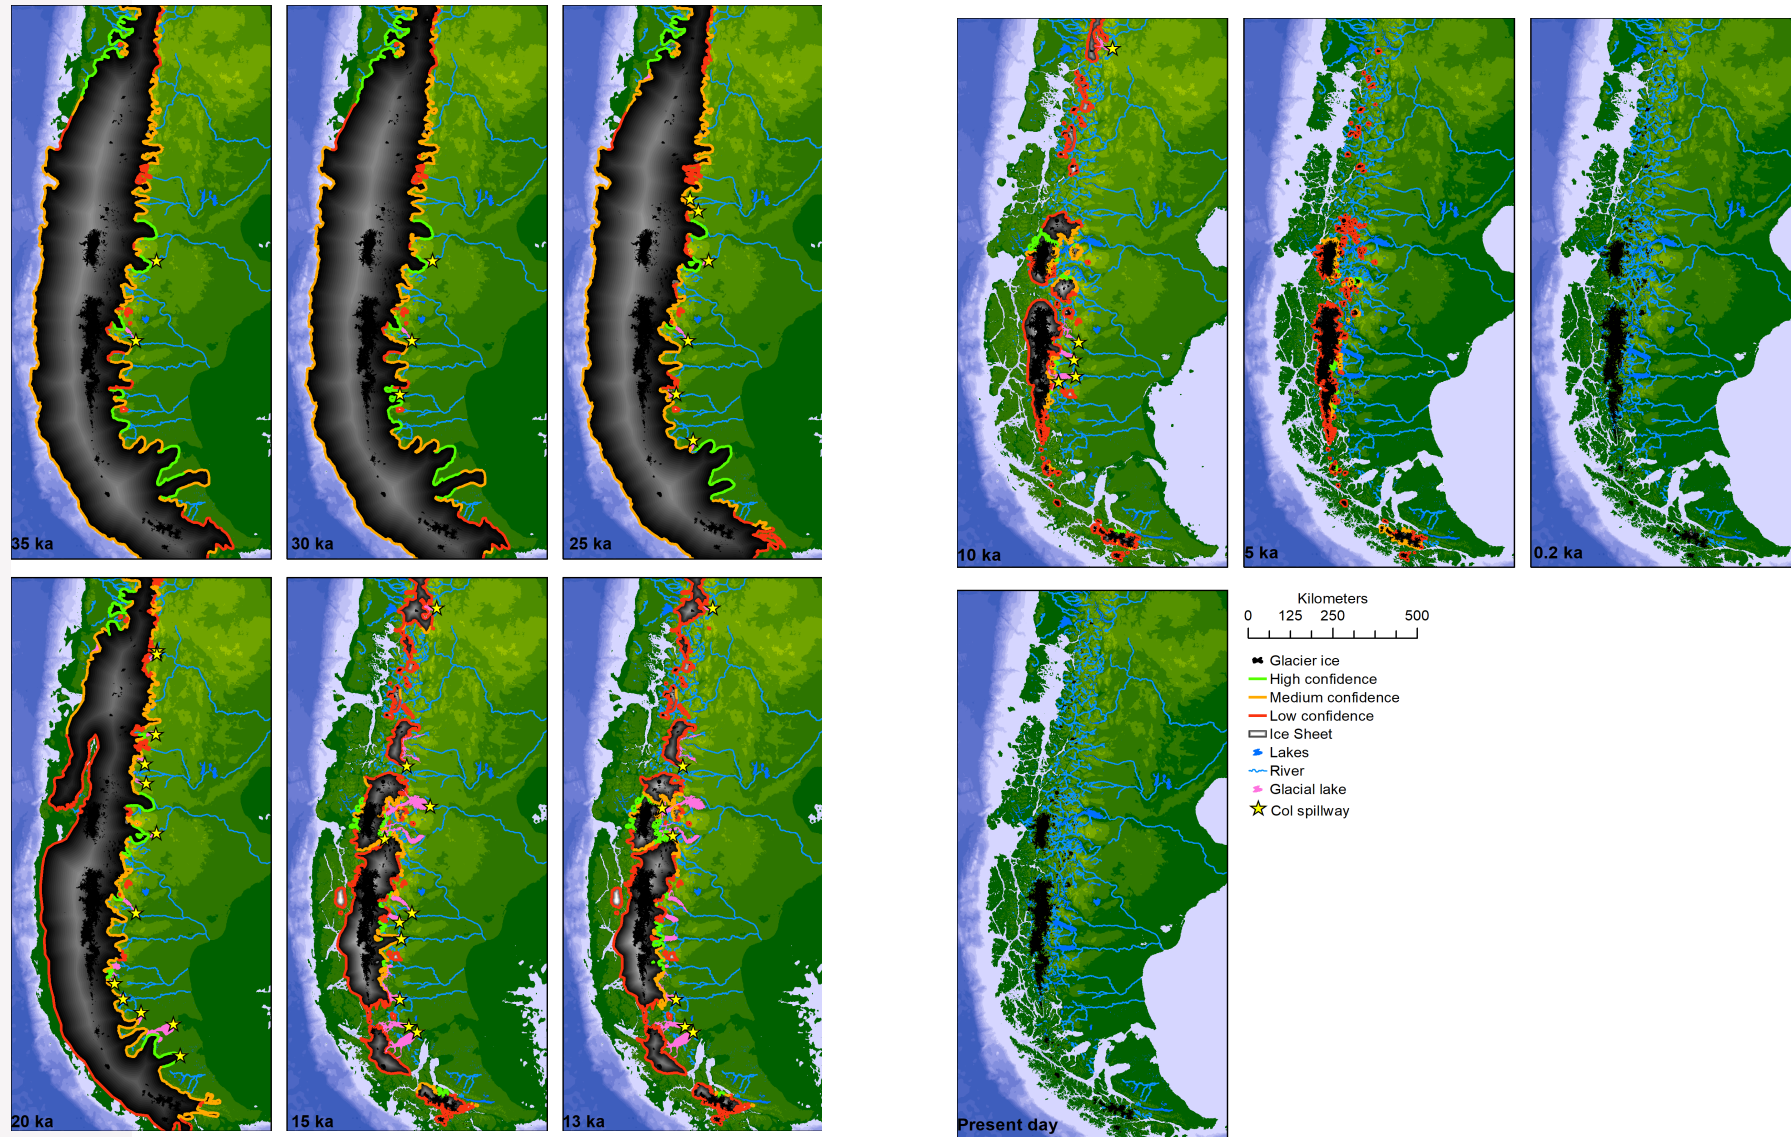 35 ka
30 ka
25 ka
10 ka
5 ka
0.2 ka
20 ka
15 ka
13 ka
Present day
Kilometers
0 125 250 500
Glacier ice
High confidence
Medium confidence
Low confidence
Ice Sheet
Lakes
River
Glacial lake
Col spillway